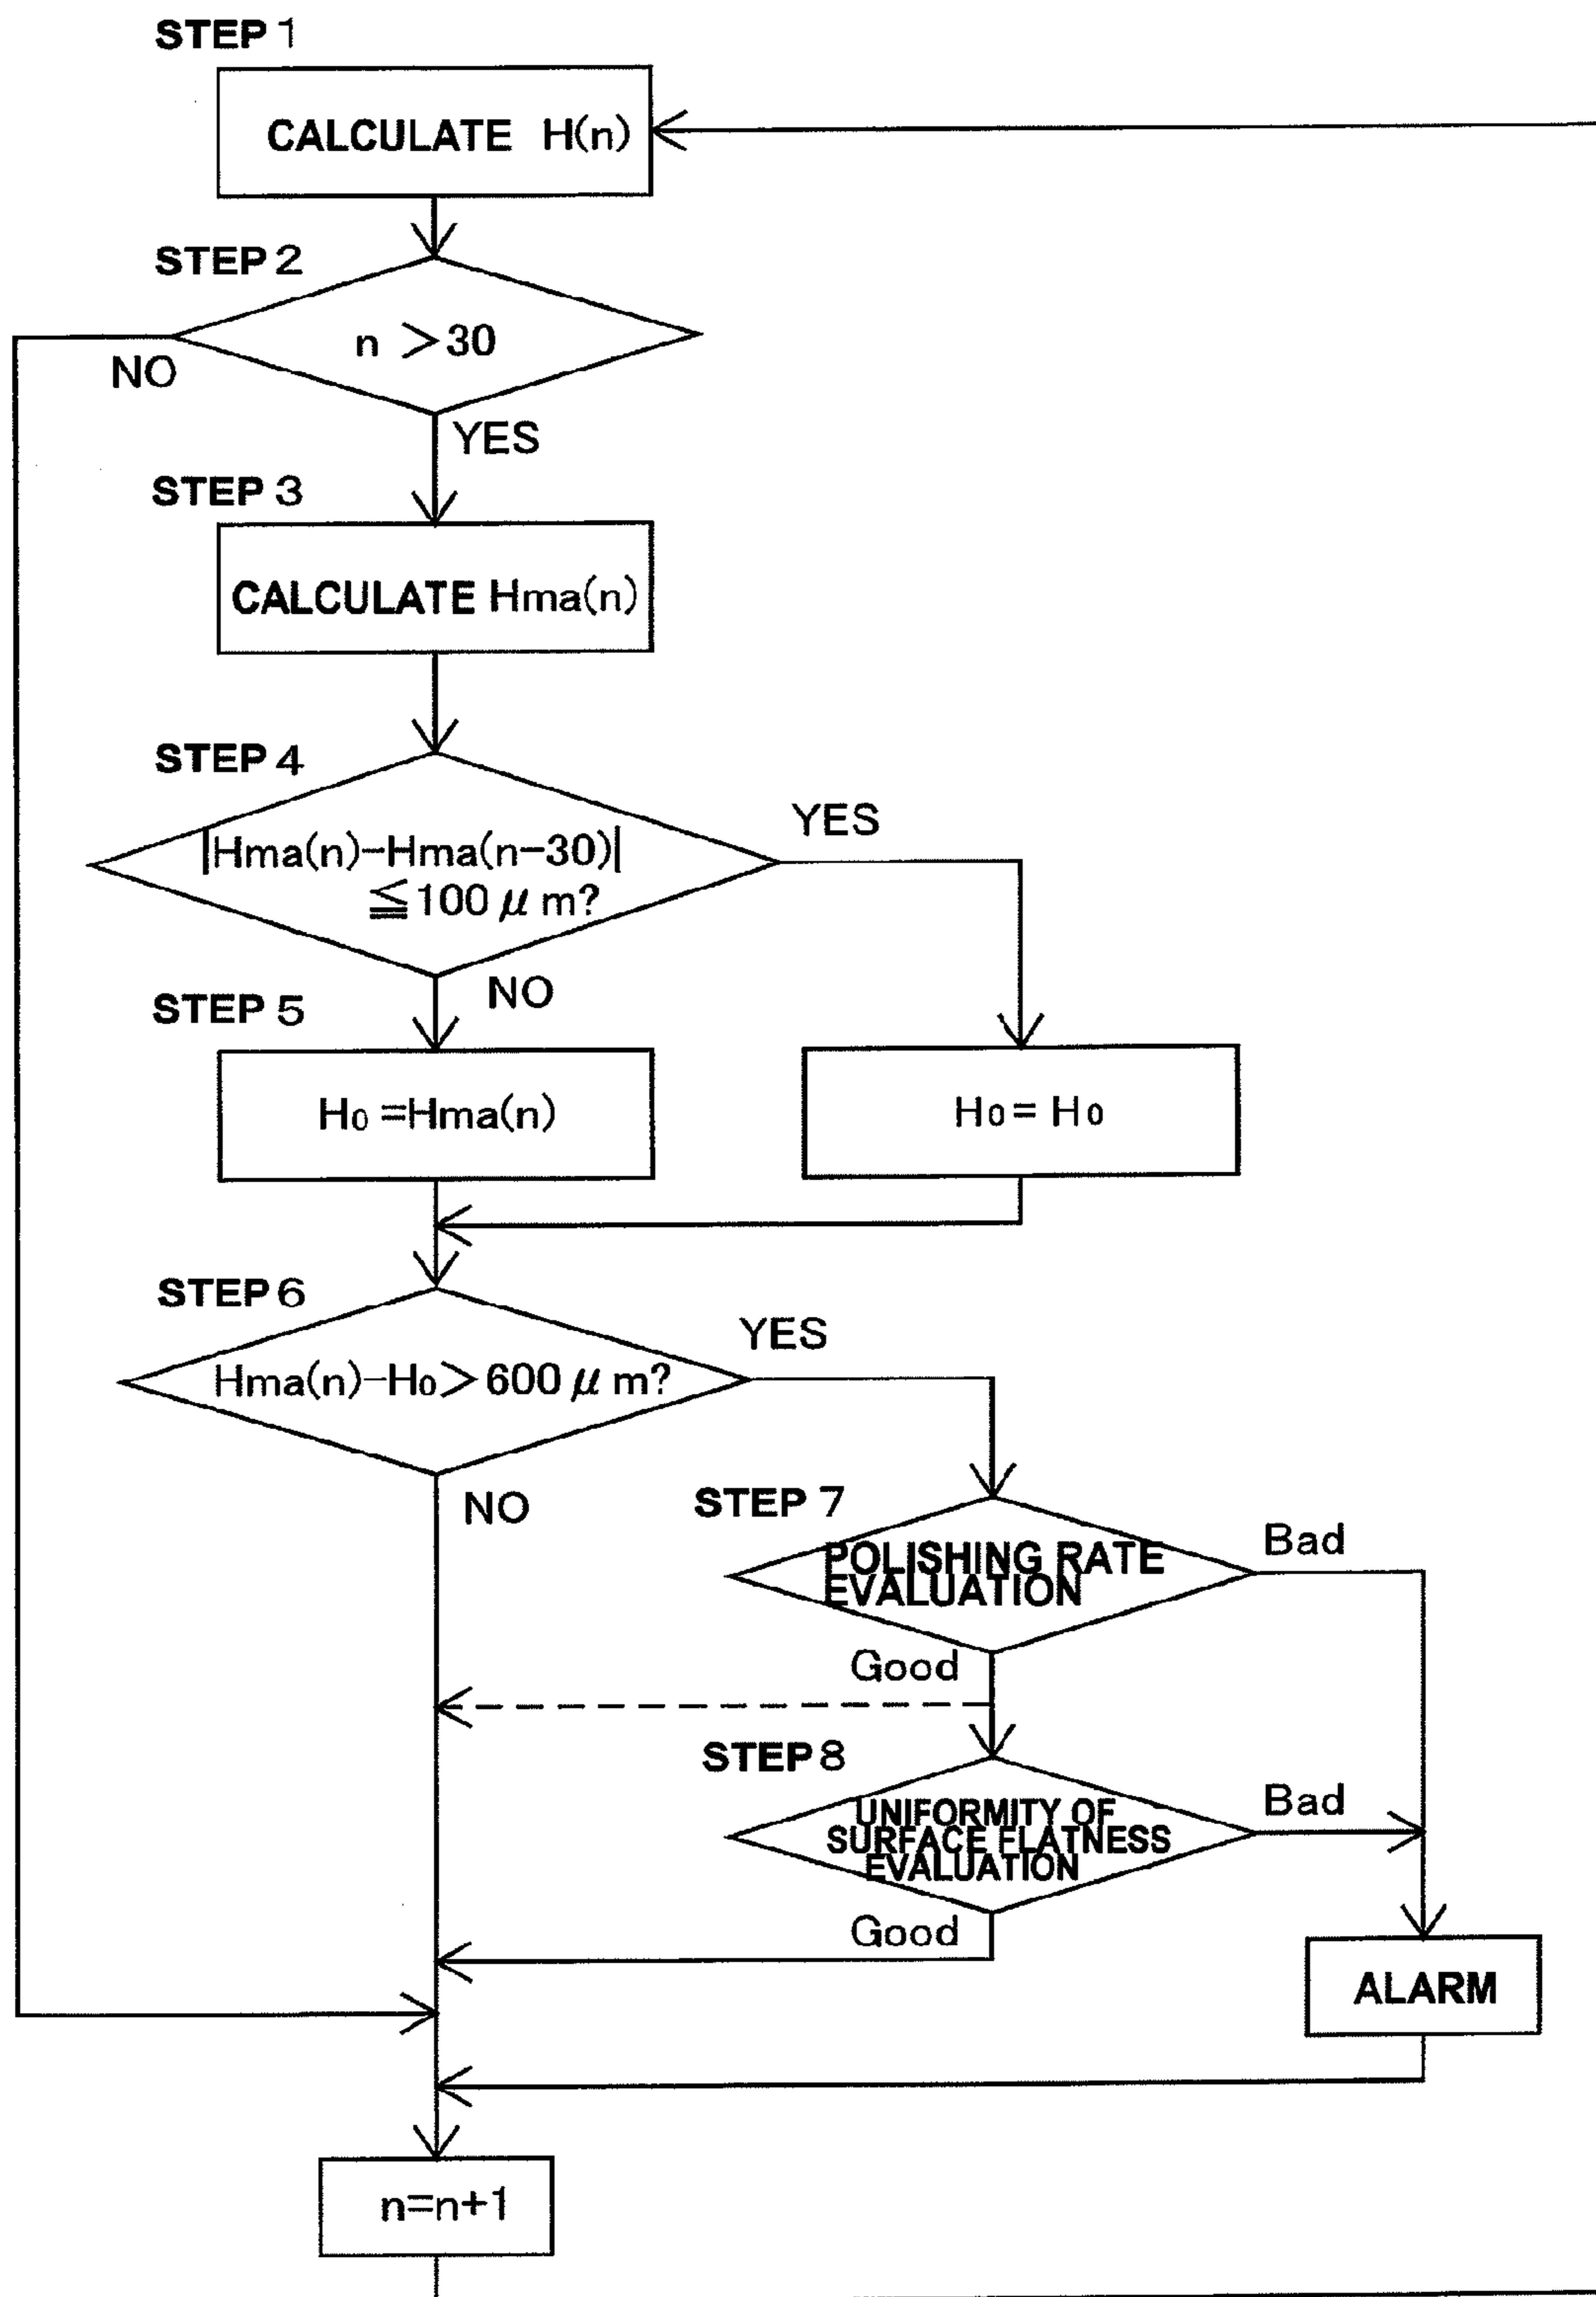 STEP 1
CALCULATE H(n)
STEP 2
n >30
NO
YES
STEP 3
CALCULATE Hma(n)
STEP 4
YES
|Hma(n)-Hma(n-30)|
≦100 μ m?
NO
STEP 5
H₀ =Hma(n)
H₀= H₀
STEP 6
YES
Hma(n)-H₀>600 μ m?
NO
STEP 7
Bad
POLISHING RATE
EVALUATION
Good
STEP 8
Bad
UNIFORMITY OF
SURFACE FLATNESS
EVALUATION
Good
ALARM
n=n+1